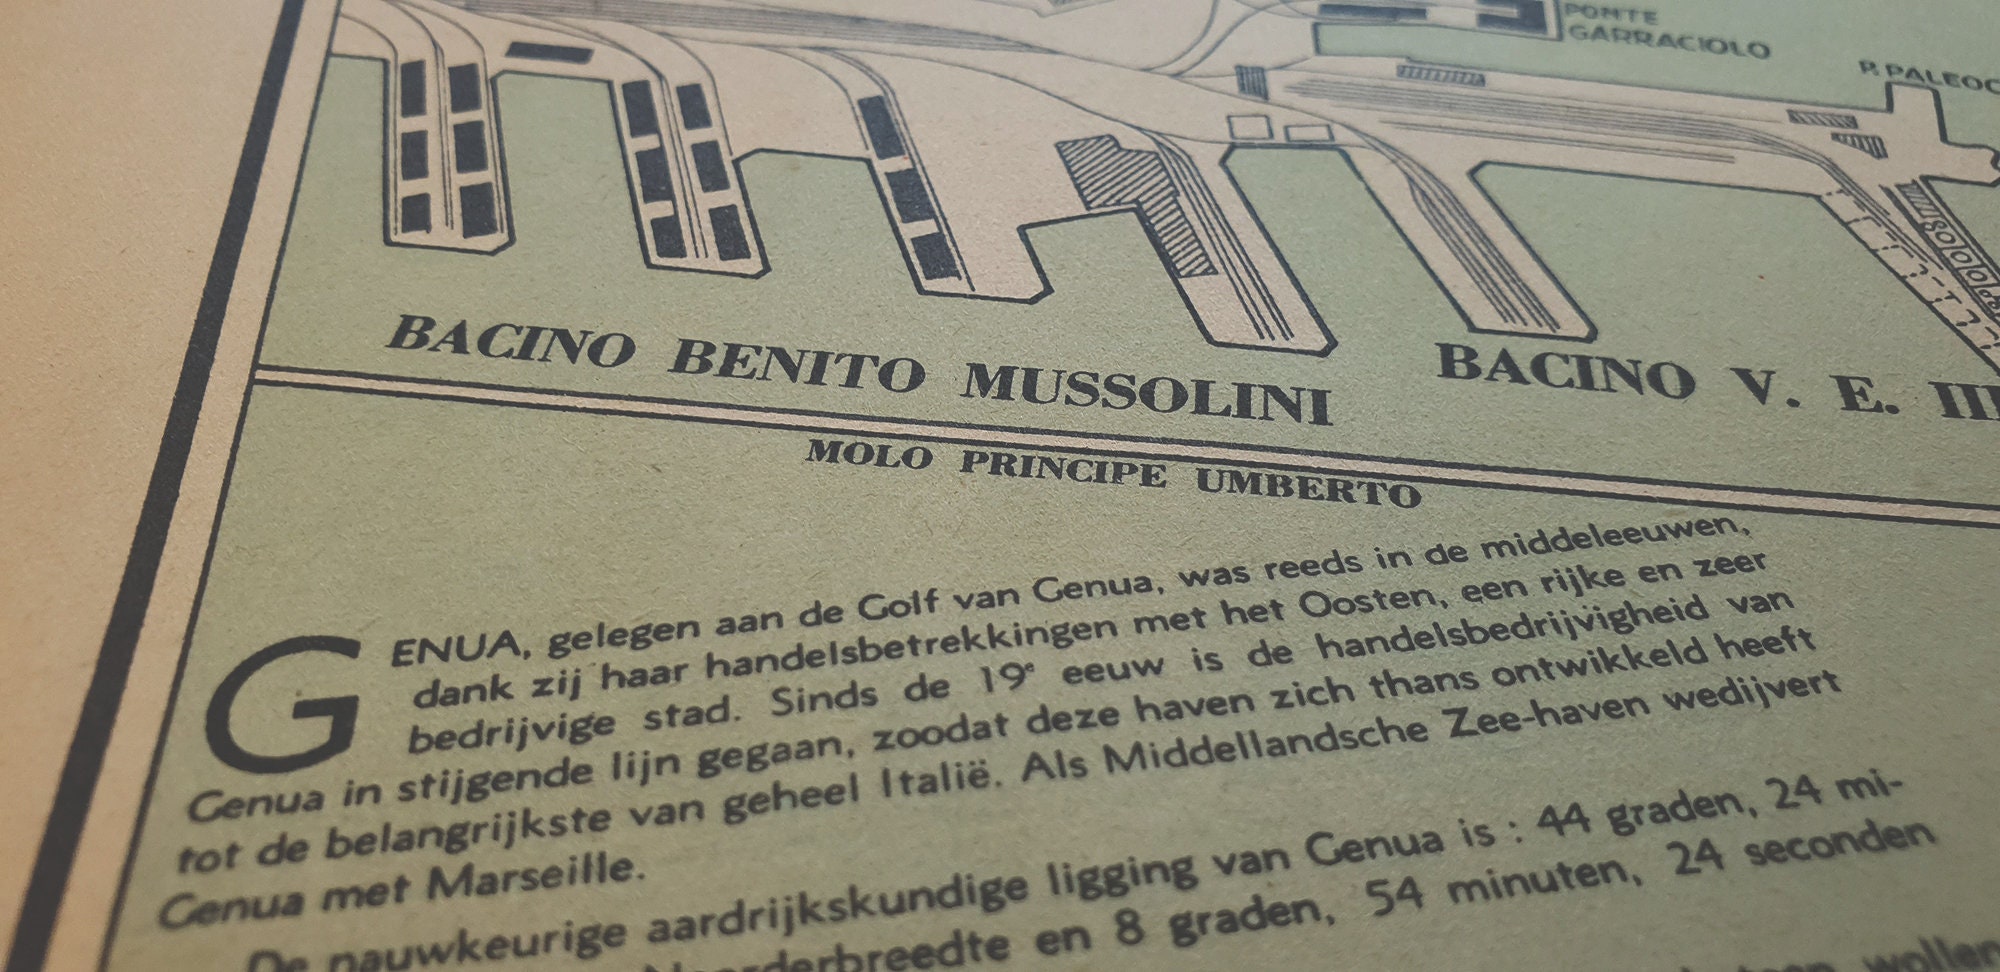 PONTE
GARRACIOLO
P. PALEOC
BACINO BENITO MUSSOLINI
BACINO V. E. III
MOLO PRINCIPE UMBERTO
GENUA, gelegen aan de Golf van Genua, was reeds in de middeleeuwen,
dank zij haar handelsbetrekkingen met het Oosten, een rijke en zeer
bedrijvige stad. Sinds de 19e eeuw is de handelsbedrijvigheid van
Genua in stijgende lijn gegaan, zoodat deze haven zich thans ontwikkeld heeft
tot de belangrijkste van geheel Italië. Als Middellandsche Zee-haven wedijvert
Genua met Marseille.
De nauwkeurige aardrijkskundige ligging van Genua is : 44 graden, 24 mi-
Noorderbreedte en 8 graden, 54 minuten, 24 seconden
wollen